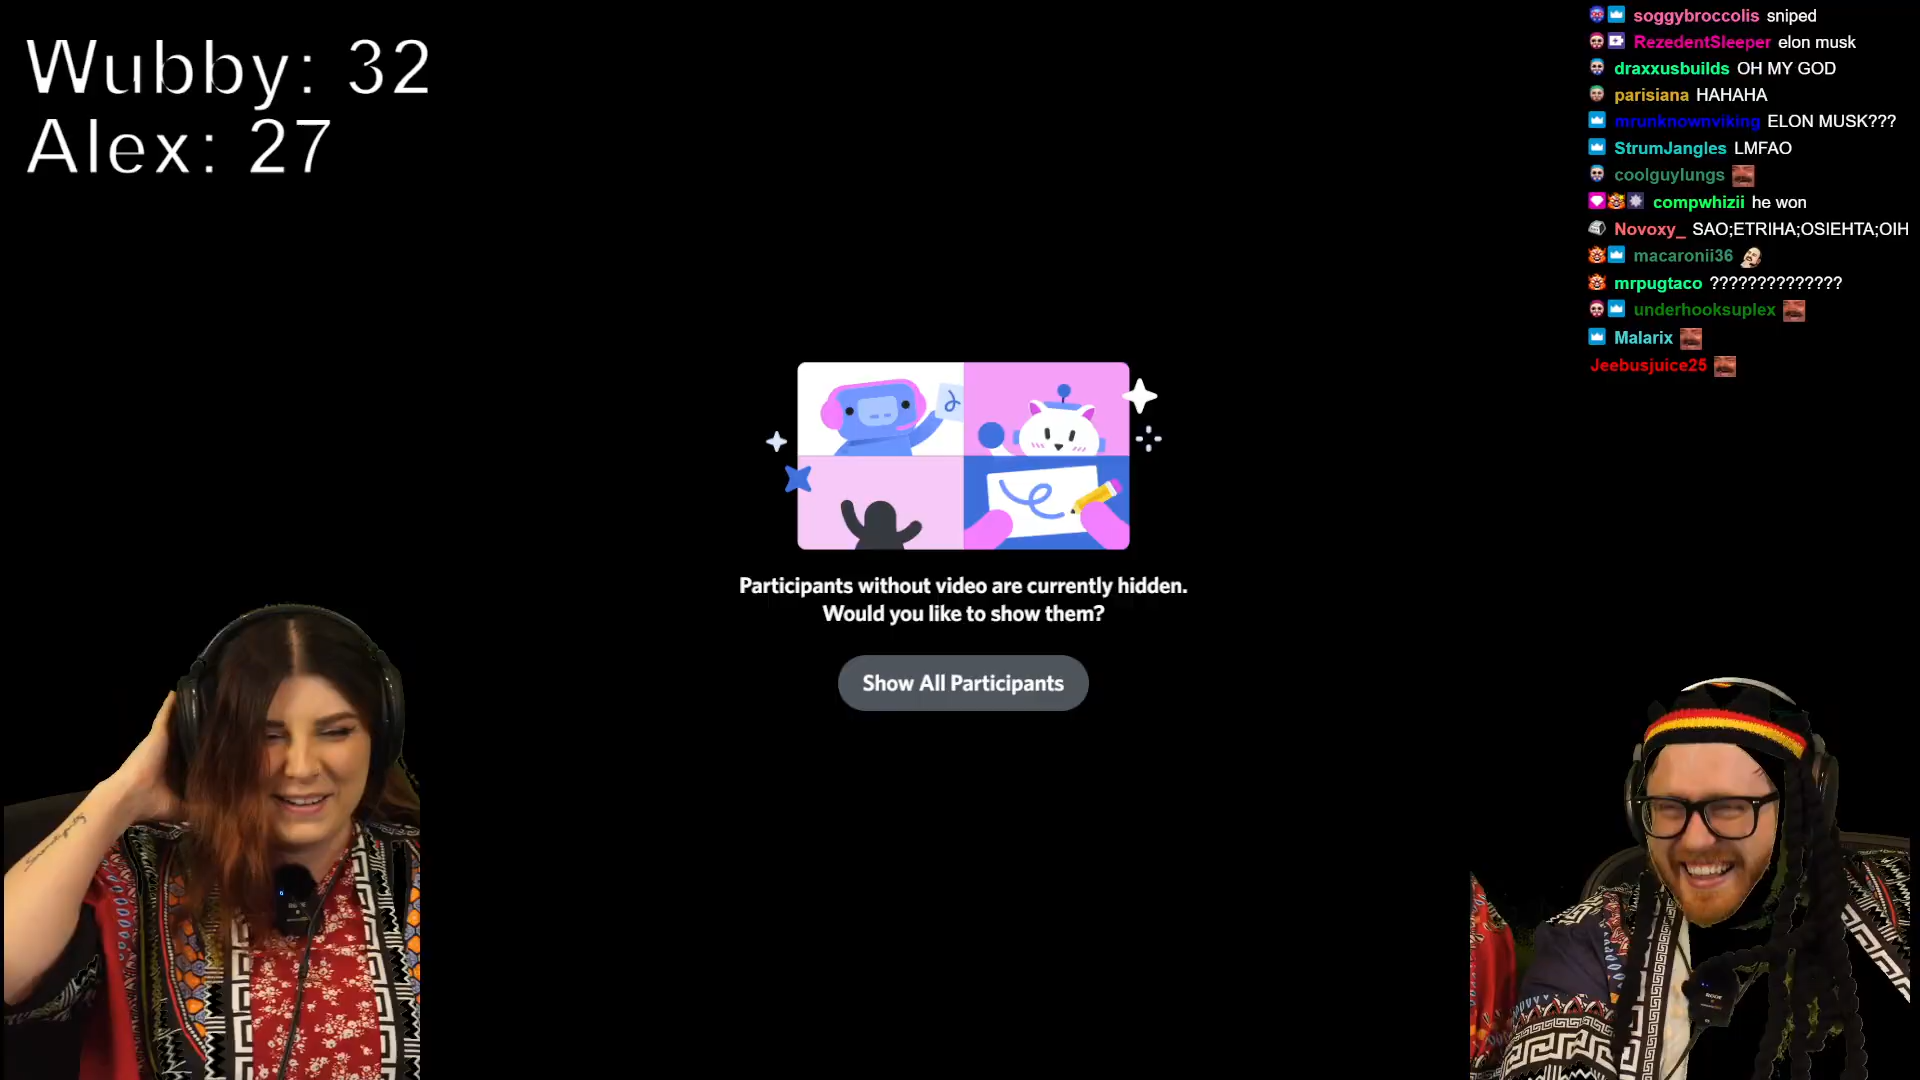 Wubby: 32
Alex: 27
soggybroccolis sniped
RezedentSleeper elon musk
draxxusbuilds OH MY GOD
parisiana HAHAHA
mrunknownviking ELON MUSK???
StrumJangles LMFAO
coolguylungs
compwhizii he won
Novoxy_ SAO;ETRIHA;OSIEHTA;OIH
macaronii36
mrpugtaco ??????????????
underhooksuplex
Malarix
Jeebusjuice25
Participants without video are currently hidden.
Would you like to show them?
Show All Participants